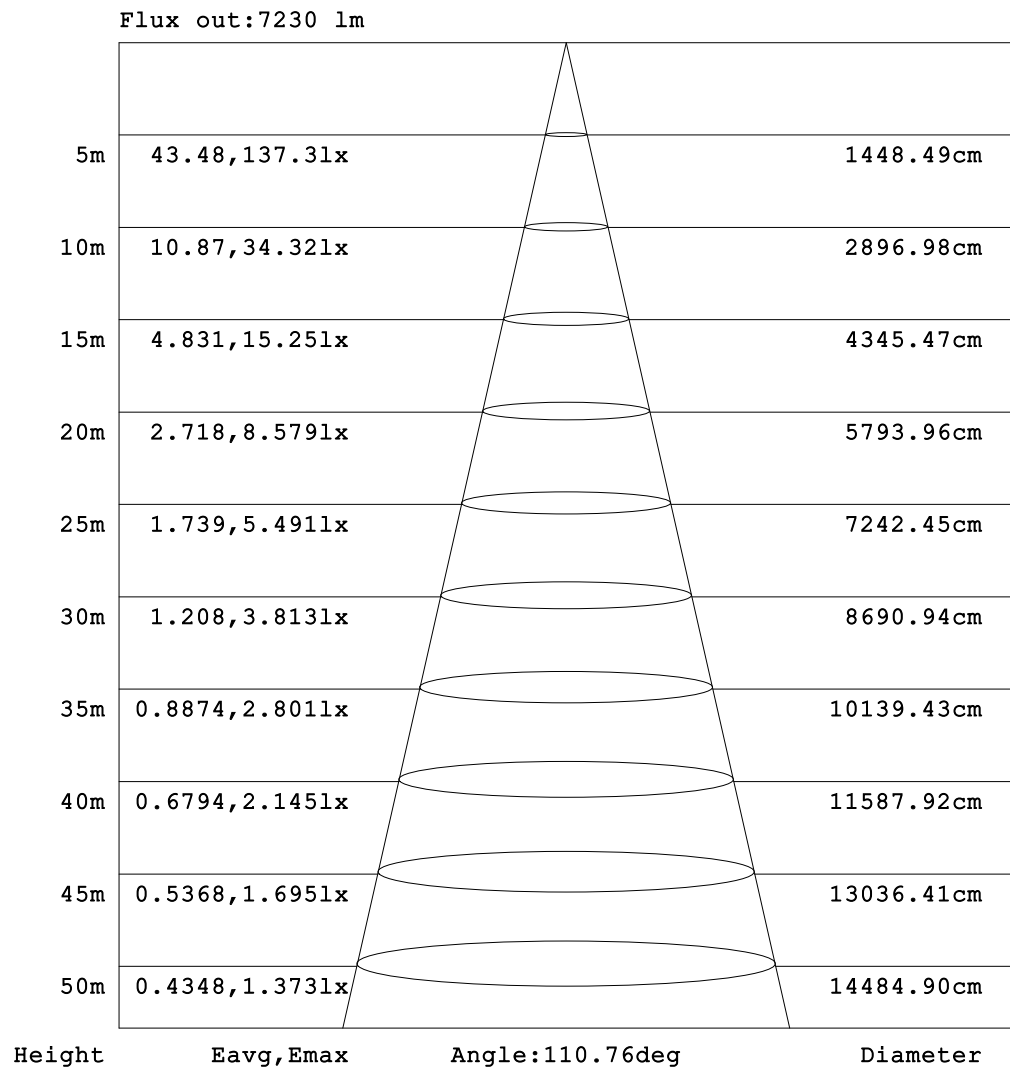 Flux out:7230 lm
5m 43.48,137.3lx 1448.49cm
10m 10.87,34.32lx 2896.98cm
15m 4.831,15.25lx 4345.47cm
20m 2.718,8.579lx 5793.96cm
25m 1.739,5.491lx 7242.45cm
30m 1.208,3.813lx 8690.94cm
35m 0.8874,2.801lx 10139.43cm
40m 0.6794,2.145lx 11587.92cm
45m 0.5368,1.695lx 13036.41cm
50m 0.4348,1.373lx 14484.90cm
Height Eavg,Emax Angle:110.76deg Diameter